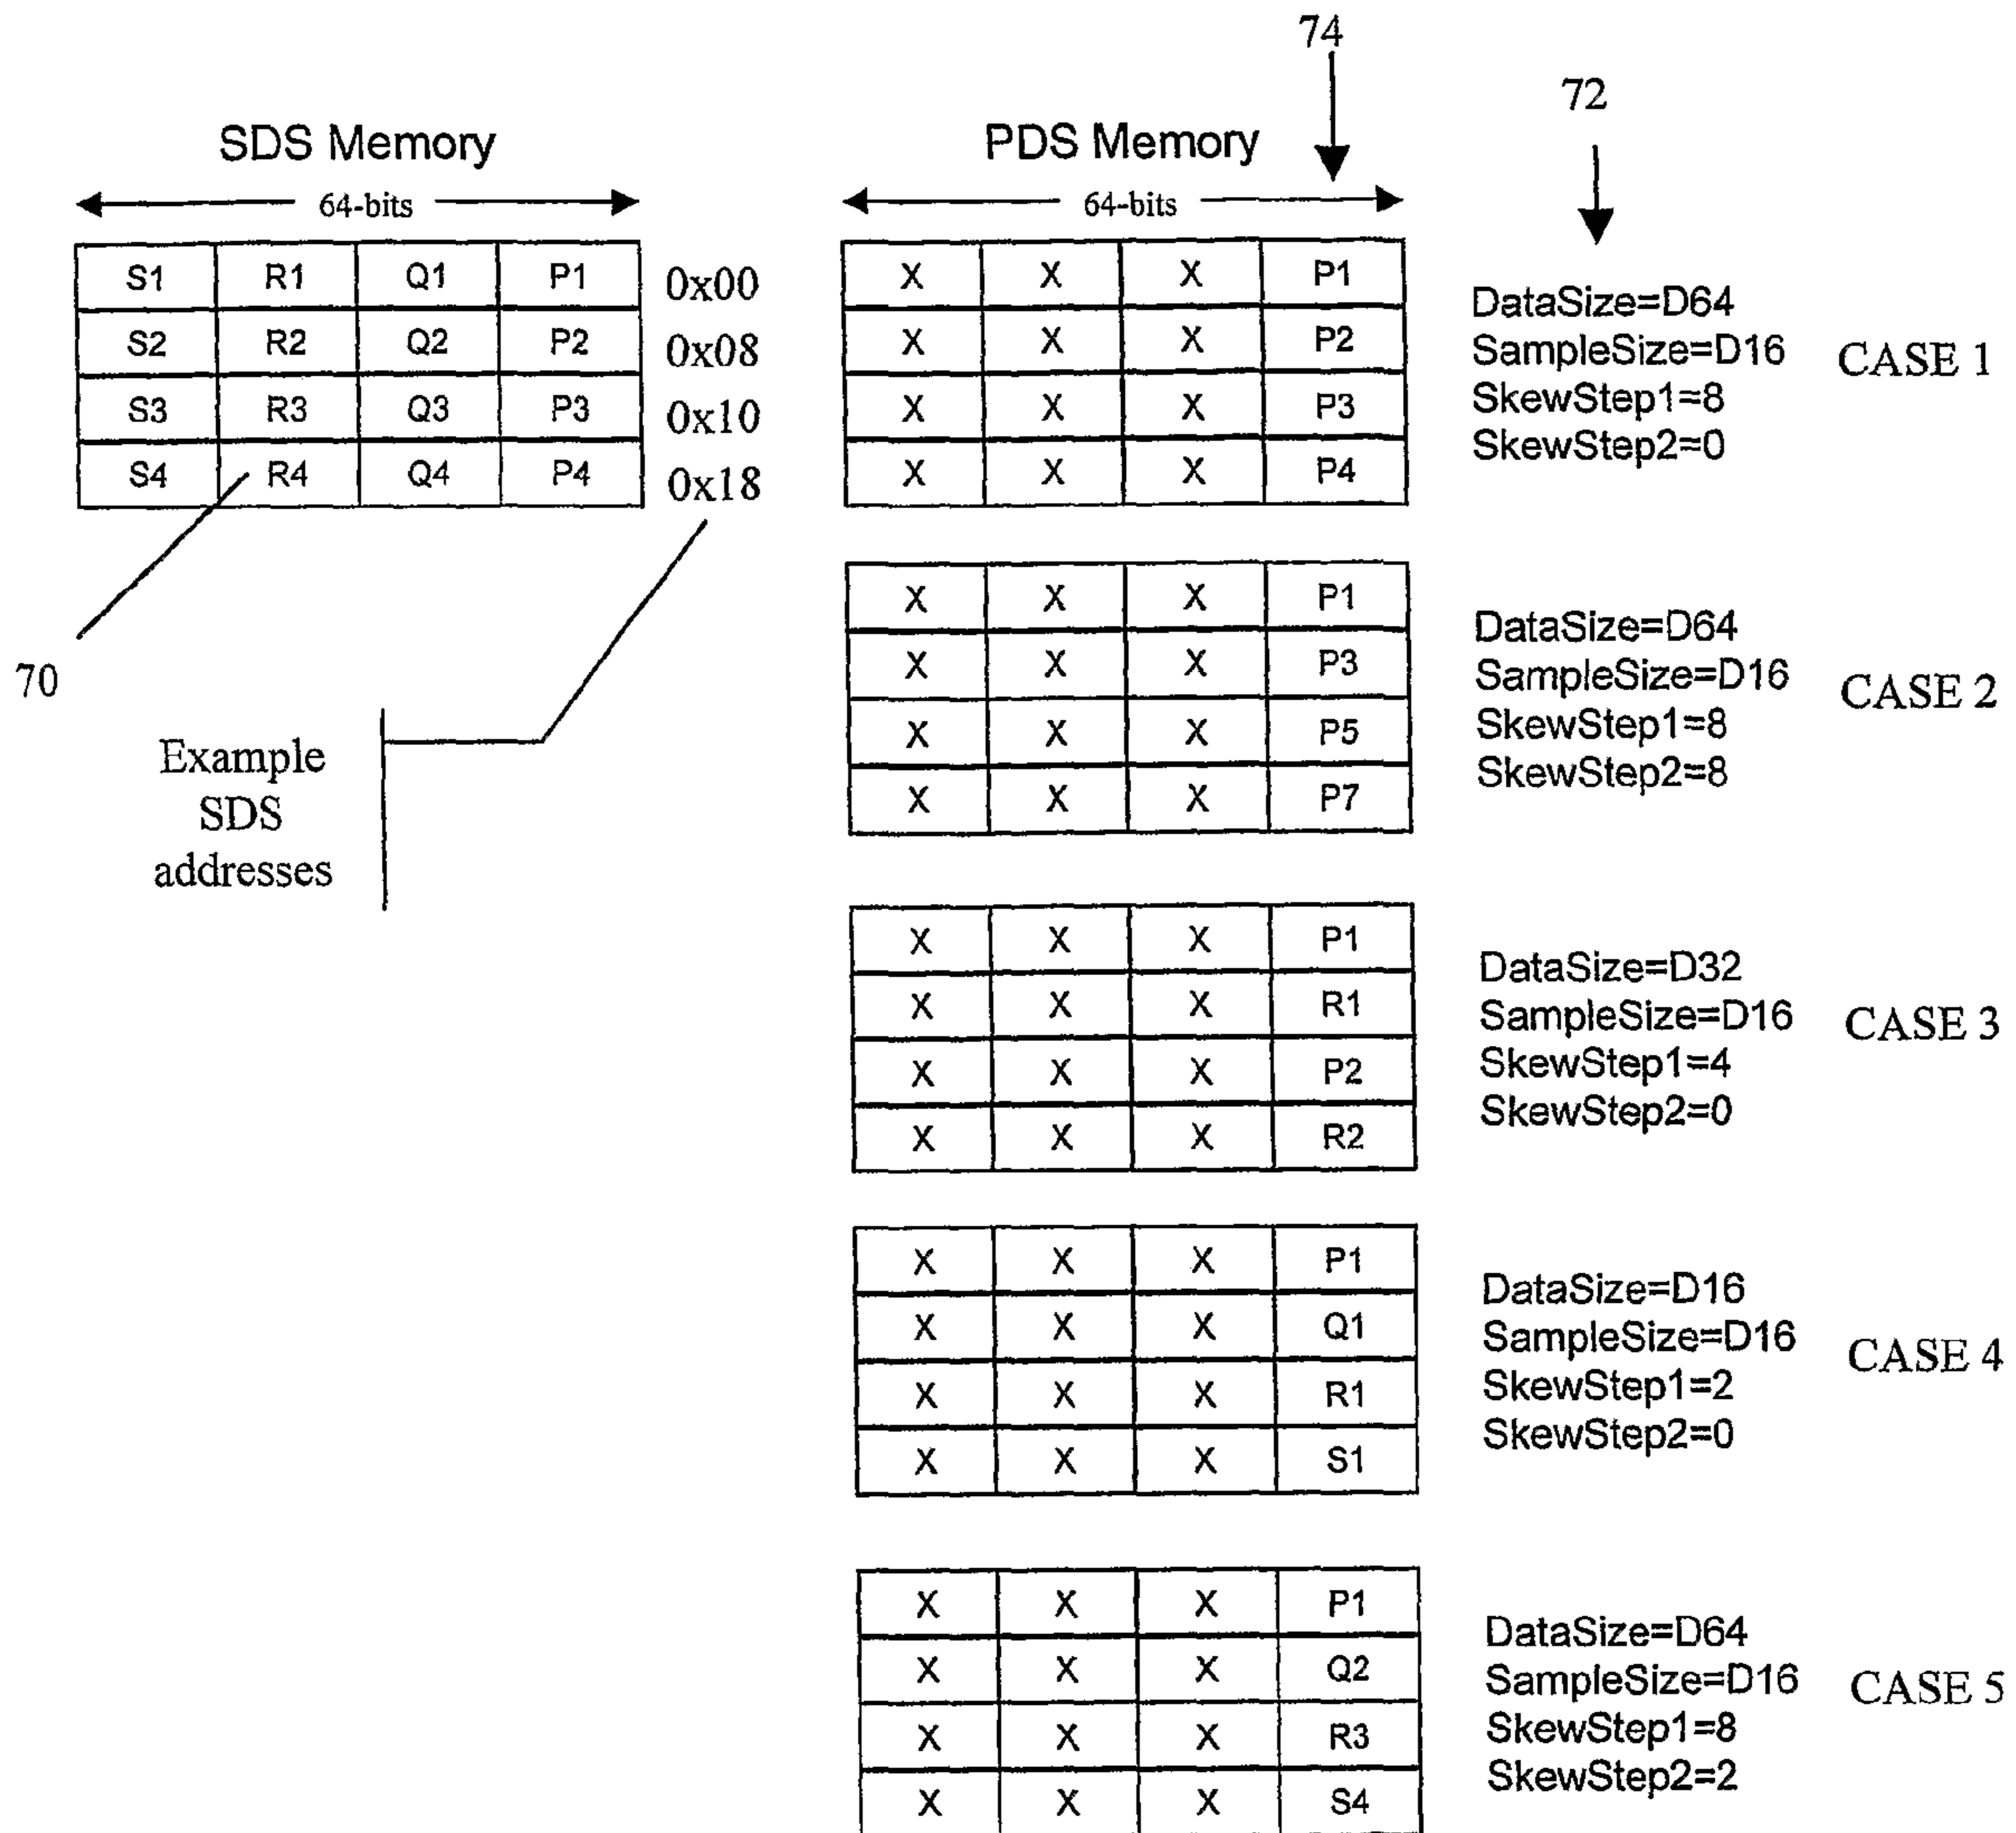 74
72
SDS Memory
PDS Memory
64-bits
64-bits
S1 R1 Q1 P1 0x00
S2 R2 Q2 P2 0x08
S3 R3 Q3 P3 0x10
S4 R4 Q4 P4 0x18
70
Example
SDS
addresses
X X X P1
X X X P2
X X X P3
X X X P4
DataSize=D64
SampleSize=D16
SkewStep1=8
SkewStep2=0
CASE 1
X X X P1
X X X P3
X X X P5
X X X P7
DataSize=D64
SampleSize=D16
SkewStep1=8
SkewStep2=8
CASE 2
X X X P1
X X X R1
X X X P2
X X X R2
DataSize=D32
SampleSize=D16
SkewStep1=4
SkewStep2=0
CASE 3
X X X P1
X X X Q1
X X X R1
X X X S1
DataSize=D16
SampleSize=D16
SkewStep1=2
SkewStep2=0
CASE 4
X X X P1
X X X Q2
X X X R3
X X X S4
DataSize=D64
SampleSize=D16
SkewStep1=8
SkewStep2=2
CASE 5